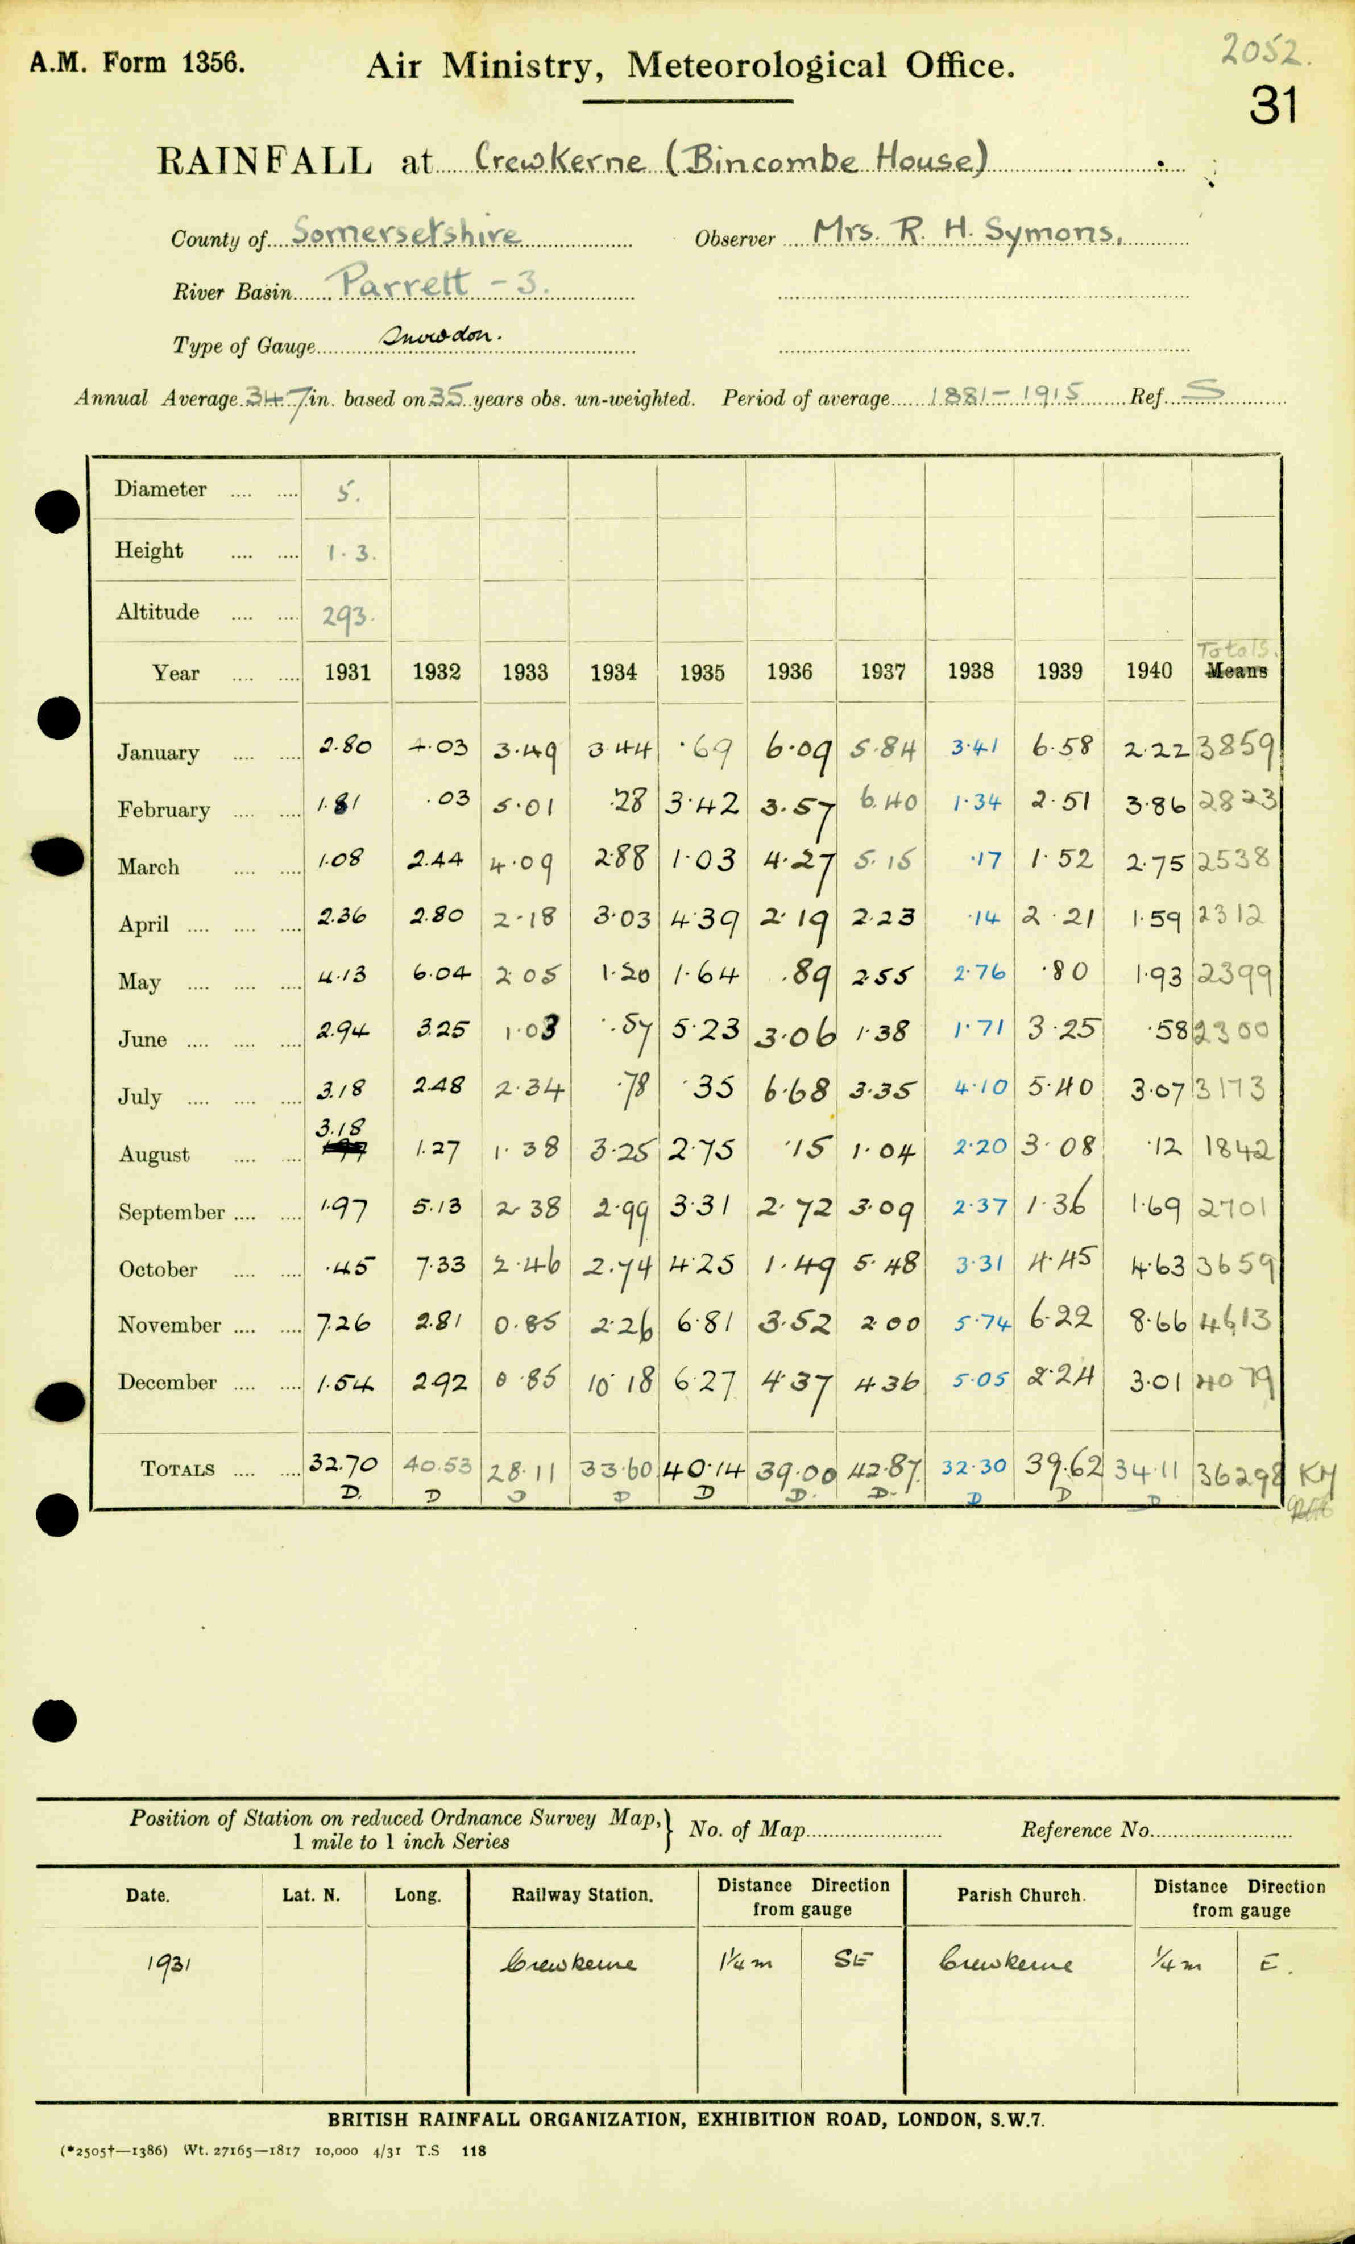 2052.
A.M. Form 1356. Air Ministry, Meteorological Office.
31
RAINFALL at Crewkerne (Bincombe House)
County of Somersetshire Observer Mrs. R. H. Symons.
River Basin Parrett - 3.
Type of Gauge Snowdon.
Annual Average 34.7 in. based on 35 years obs. un-weighted. Period of average 1881 - 1915 Ref. S
Diameter .... .... 5.
Height .... .... 1.3.
Altitude .... .... 293.
Totals.
Year .... .... 1931 1932 1933 1934 1935 1936 1937 1938 1939 1940 Means
January .... .... 2.80 4.03 3.49 3.44 .69 6.09 5.84 3.41 6.58 2.22 3859
February .... .... 1.81 .03 5.01 .28 3.42 3.57 6.40 1.34 2.51 3.86 2823
March .... .... 1.08 2.44 4.09 2.88 1.03 4.27 5.15 .17 1.52 2.75 2538
April .... .... .... 2.36 2.80 2.18 3.03 4.39 2.19 2.23 .14 2.21 1.59 2312
May .... .... .... 4.13 6.04 2.05 1.20 1.64 .89 2.55 2.76 .80 1.93 2399
June .... .... .... 2.94 3.25 1.03 .57 5.23 3.06 1.38 1.71 3.25 .58 2300
July .... .... .... 3.18 2.48 2.34 .78 .35 6.68 3.35 4.10 5.40 3.07 3173
3.18
August .... .... 1.27 1.38 3.25 2.75 .15 1.04 2.20 3.08 .12 1842
September .... .... 1.97 5.13 2.38 2.99 3.31 2.72 3.09 2.37 1.36 1.69 2701
October .... .... .45 7.33 2.46 2.74 4.25 1.49 5.48 3.31 4.45 4.63 3659
November .... .... 7.26 2.81 0.85 2.26 6.81 3.52 2.00 5.74 6.22 8.66 4613
December .... .... 1.54 2.92 0.85 10.18 6.27 4.37 4.36 5.05 2.24 3.01 4079
TOTALS .... .... 32.70 40.53 28.11 33.60 40.14 39.00 42.87 32.30 39.62 34.11 36298 KM
D. D D D D D. D. D D D
Position of Station on reduced Ordnance Survey Map, } No. of Map Reference No.
1 mile to 1 inch Series
Date. Lat. N. Long. Railway Station. Distance Direction from gauge Parish Church. Distance Direction from gauge
1931 Crewkerne 1¼ m SE Crewkerne ¼ m E.
BRITISH RAINFALL ORGANIZATION, EXHIBITION ROAD, LONDON, S.W.7.
(*2505†—1386) Wt. 27165—1817 10,000 4/31 T.S 118